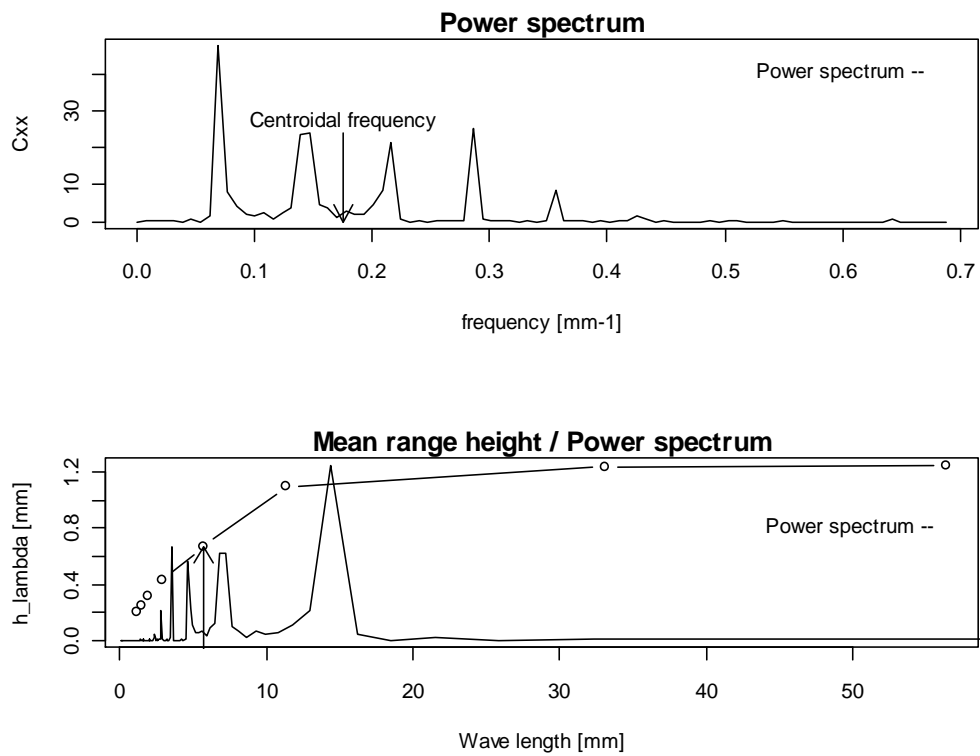 Power spectrum
Power spectrum --
Centroidal frequency
Cxx
30
10
0
0.0 0.1 0.2 0.3 0.4 0.5 0.6 0.7
frequency [mm-1]
Mean range height / Power spectrum
Power spectrum --
h_lambda [mm]
1.2
0.8
0.4
0.0
0 10 20 30 40 50
Wave length [mm]